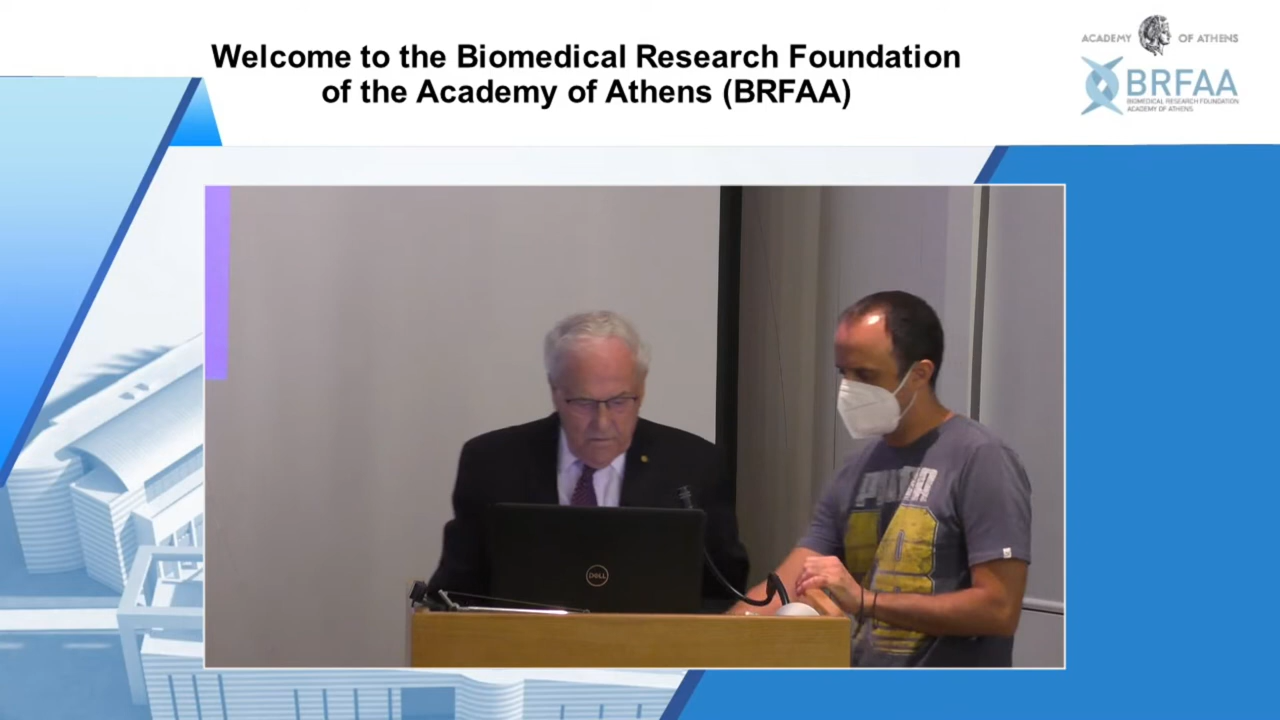 Welcome to the Biomedical Research Foundation
of the Academy of Athens (BRFAA)
ACADEMY OF ATHENS
BRFAA
BIOMEDICAL RESEARCH FOUNDATION
ACADEMY OF ATHENS
DELL